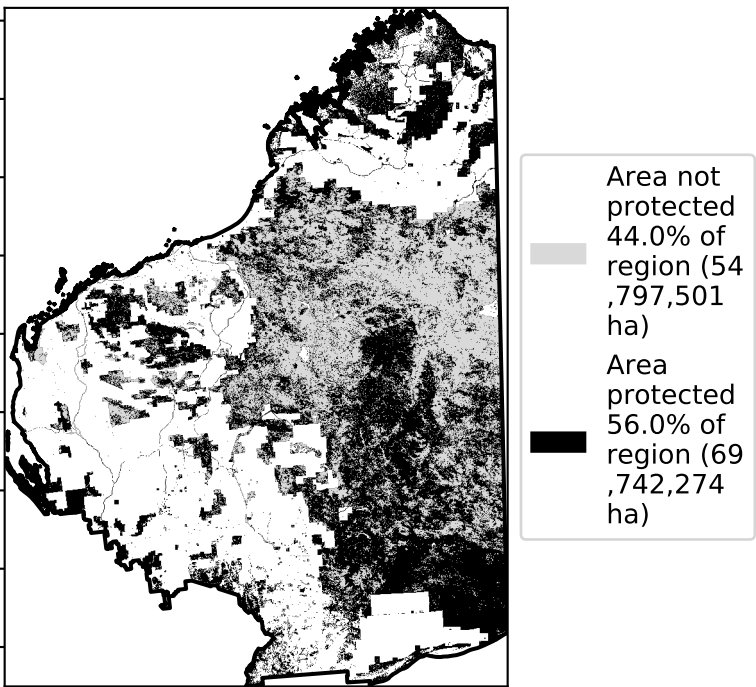 Area not
protected
44.0% of
region (54
,797,501
ha)
Area
protected
56.0% of
region (69
,742,274
ha)